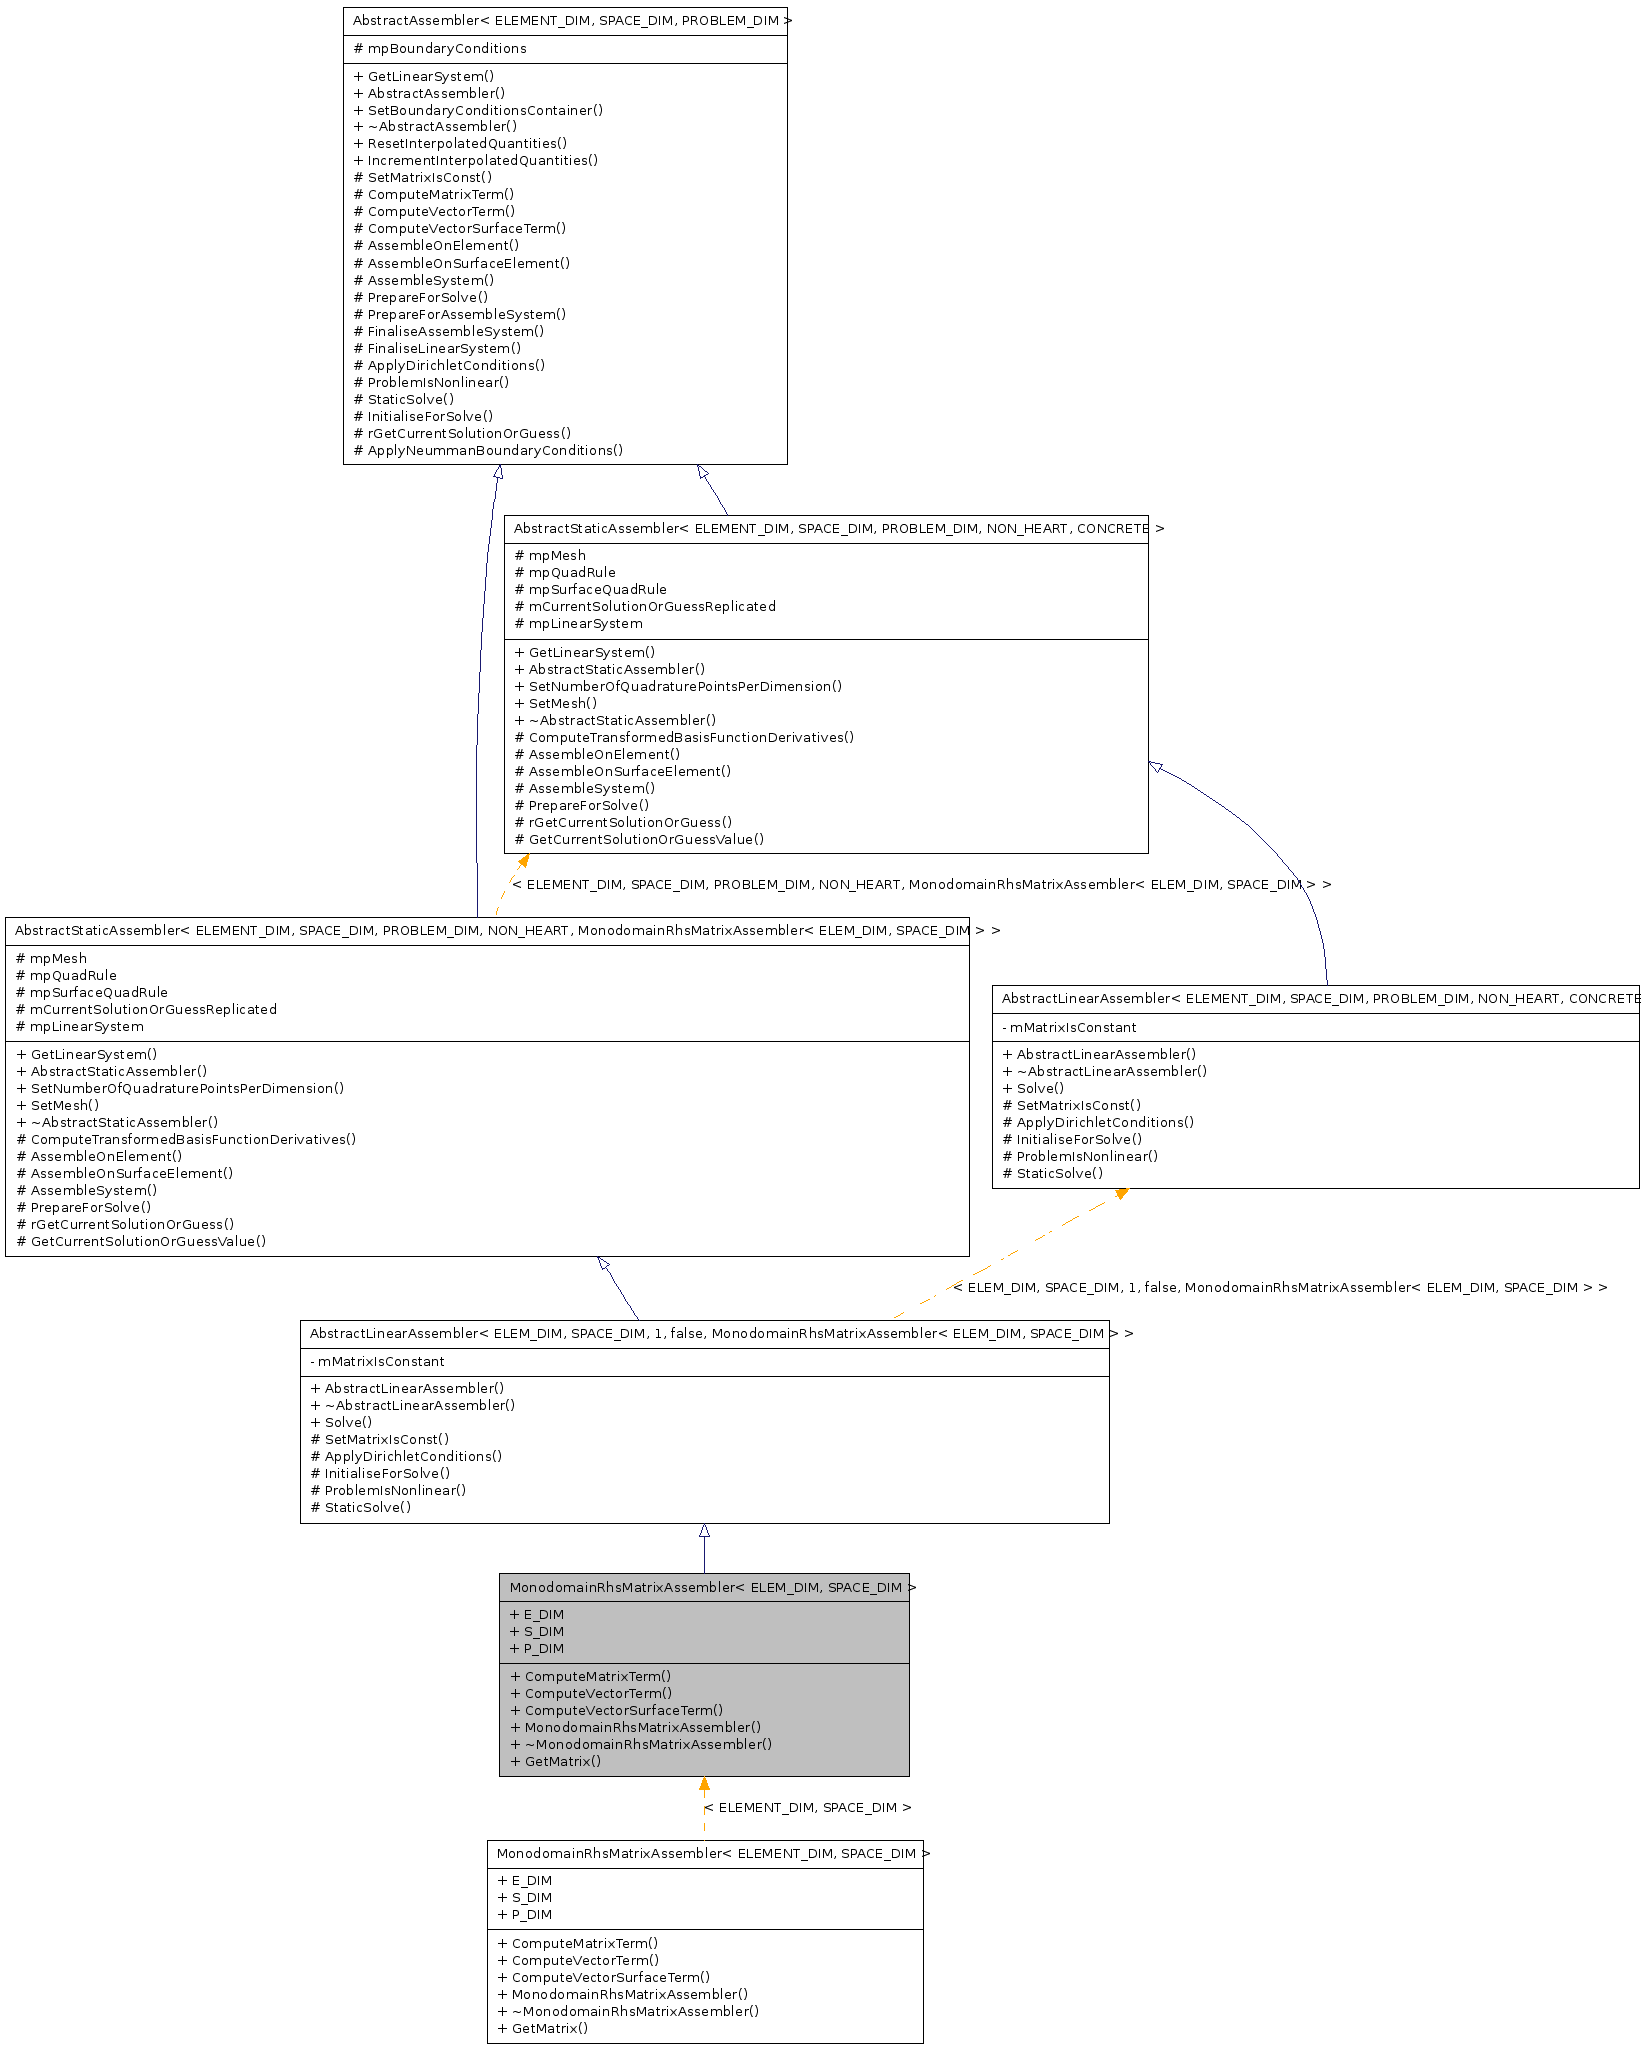 AbstractAssembler< ELEMENT_DIM, SPACE_DIM, PROBLEM_DIM >
# mpBoundaryConditions
+ GetLinearSystem()
+ AbstractAssembler()
+ SetBoundaryConditionsContainer()
+ ~AbstractAssembler()
+ ResetInterpolatedQuantities()
+ IncrementInterpolatedQuantities()
# SetMatrixIsConst()
# ComputeMatrixTerm()
# ComputeVectorTerm()
# ComputeVectorSurfaceTerm()
# AssembleOnElement()
# AssembleOnSurfaceElement()
# AssembleSystem()
# PrepareForSolve()
# PrepareForAssembleSystem()
# FinaliseAssembleSystem()
# FinaliseLinearSystem()
# ApplyDirichletConditions()
# ProblemIsNonlinear()
# StaticSolve()
# InitialiseForSolve()
# rGetCurrentSolutionOrGuess()
# ApplyNeummanBoundaryConditions()
AbstractStaticAssembler< ELEMENT_DIM, SPACE_DIM, PROBLEM_DIM, NON_HEART, CONCRETE >
# mpMesh
# mpQuadRule
# mpSurfaceQuadRule
# mCurrentSolutionOrGuessReplicated
# mpLinearSystem
+ GetLinearSystem()
+ AbstractStaticAssembler()
+ SetNumberOfQuadraturePointsPerDimension()
+ SetMesh()
+ ~AbstractStaticAssembler()
# ComputeTransformedBasisFunctionDerivatives()
# AssembleOnElement()
# AssembleOnSurfaceElement()
# AssembleSystem()
# PrepareForSolve()
# rGetCurrentSolutionOrGuess()
# GetCurrentSolutionOrGuessValue()
< ELEMENT_DIM, SPACE_DIM, PROBLEM_DIM, NON_HEART, MonodomainRhsMatrixAssembler< ELEM_DIM, SPACE_DIM > >
AbstractStaticAssembler< ELEMENT_DIM, SPACE_DIM, PROBLEM_DIM, NON_HEART, MonodomainRhsMatrixAssembler< ELEM_DIM, SPACE_DIM > >
# mpMesh
# mpQuadRule
# mpSurfaceQuadRule
# mCurrentSolutionOrGuessReplicated
# mpLinearSystem
+ GetLinearSystem()
+ AbstractStaticAssembler()
+ SetNumberOfQuadraturePointsPerDimension()
+ SetMesh()
+ ~AbstractStaticAssembler()
# ComputeTransformedBasisFunctionDerivatives()
# AssembleOnElement()
# AssembleOnSurfaceElement()
# AssembleSystem()
# PrepareForSolve()
# rGetCurrentSolutionOrGuess()
# GetCurrentSolutionOrGuessValue()
AbstractLinearAssembler< ELEMENT_DIM, SPACE_DIM, PROBLEM_DIM, NON_HEART, CONCRETE
- mMatrixIsConstant
+ AbstractLinearAssembler()
+ ~AbstractLinearAssembler()
+ Solve()
# SetMatrixIsConst()
# ApplyDirichletConditions()
# InitialiseForSolve()
# ProblemIsNonlinear()
# StaticSolve()
< ELEM_DIM, SPACE_DIM, 1, false, MonodomainRhsMatrixAssembler< ELEM_DIM, SPACE_DIM > >
AbstractLinearAssembler< ELEM_DIM, SPACE_DIM, 1, false, MonodomainRhsMatrixAssembler< ELEM_DIM, SPACE_DIM > >
- mMatrixIsConstant
+ AbstractLinearAssembler()
+ ~AbstractLinearAssembler()
+ Solve()
# SetMatrixIsConst()
# ApplyDirichletConditions()
# InitialiseForSolve()
# ProblemIsNonlinear()
# StaticSolve()
MonodomainRhsMatrixAssembler< ELEM_DIM, SPACE_DIM >
+ E_DIM
+ S_DIM
+ P_DIM
+ ComputeMatrixTerm()
+ ComputeVectorTerm()
+ ComputeVectorSurfaceTerm()
+ MonodomainRhsMatrixAssembler()
+ ~MonodomainRhsMatrixAssembler()
+ GetMatrix()
< ELEMENT_DIM, SPACE_DIM >
MonodomainRhsMatrixAssembler< ELEMENT_DIM, SPACE_DIM >
+ E_DIM
+ S_DIM
+ P_DIM
+ ComputeMatrixTerm()
+ ComputeVectorTerm()
+ ComputeVectorSurfaceTerm()
+ MonodomainRhsMatrixAssembler()
+ ~MonodomainRhsMatrixAssembler()
+ GetMatrix()